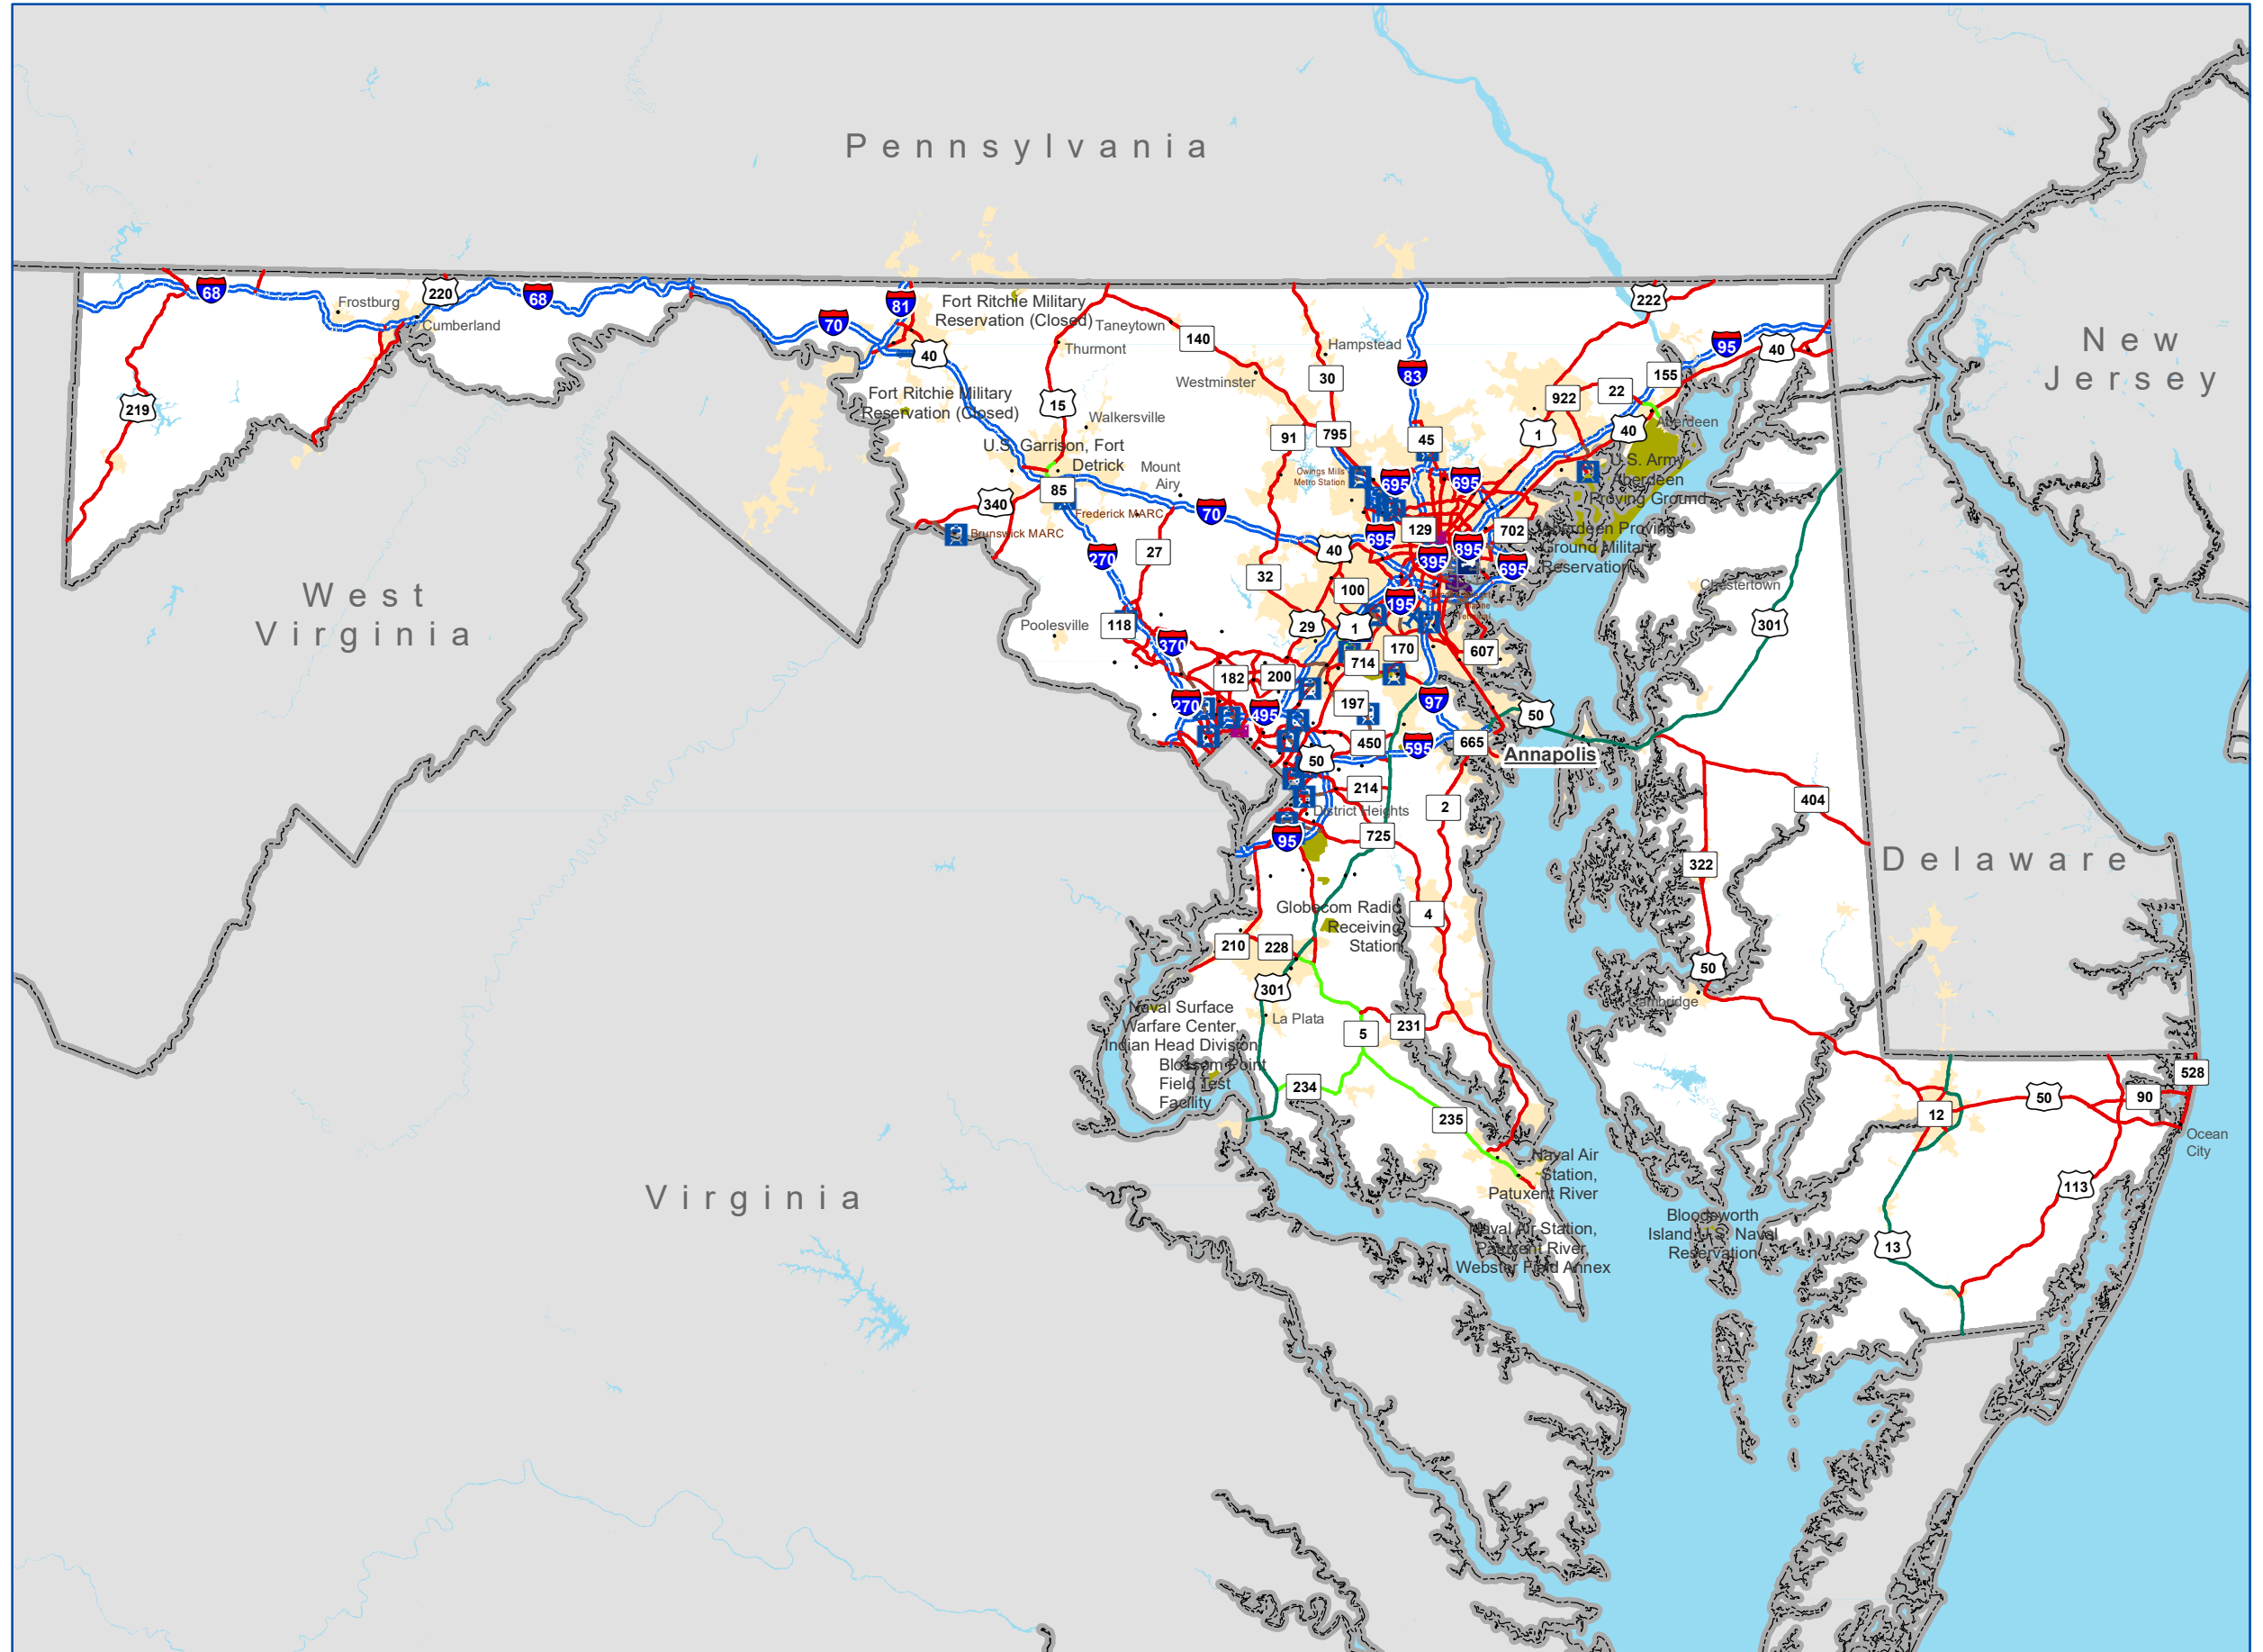 Pennsylvania
New
Jersey
West
Virginia
Virginia
Delaware
68
220
68
Frostburg
Cumberland
219
70
81
40
Fort Ritchie Military
Reservation (Closed)
Taneytown
Thurmont
140
Hampstead
Westminster
30
83
222
95
40
155
22
922
Fort Ritchie Military
Reservation (Closed)
15
Walkersville
U.S. Garrison, Fort
Detrick
Mount
Airy
91
795
45
1
40
Aberdeen
U.S. Army
Aberdeen
Proving Ground
Owings Mills
Metro Station
695
695
340
85
Frederick MARC
Brunswick MARC
70
270
27
129
702
Aberdeen Proving
Ground Military
Reservation
40
695
395
895
695
32
100
195
Chestertown
301
Poolesville
118
370
29
1
170
607
714
182
200
270
495
197
97
50
450
595
665
Annapolis
50
214
District Heights
2
404
725
95
322
Globecom Radio
Receiving
Station
4
210
228
50
Cambridge
301
La Plata
Naval Surface
Warfare Center,
Indian Head Division
Blossom Point
Field Test
Facility
5
231
234
235
528
90
50
12
Ocean
City
Naval Air
Station,
Patuxent River
113
Naval Air Station,
Patuxent River,
Webster Field Annex
Bloodsworth
Island U.S. Naval
Reservation
13